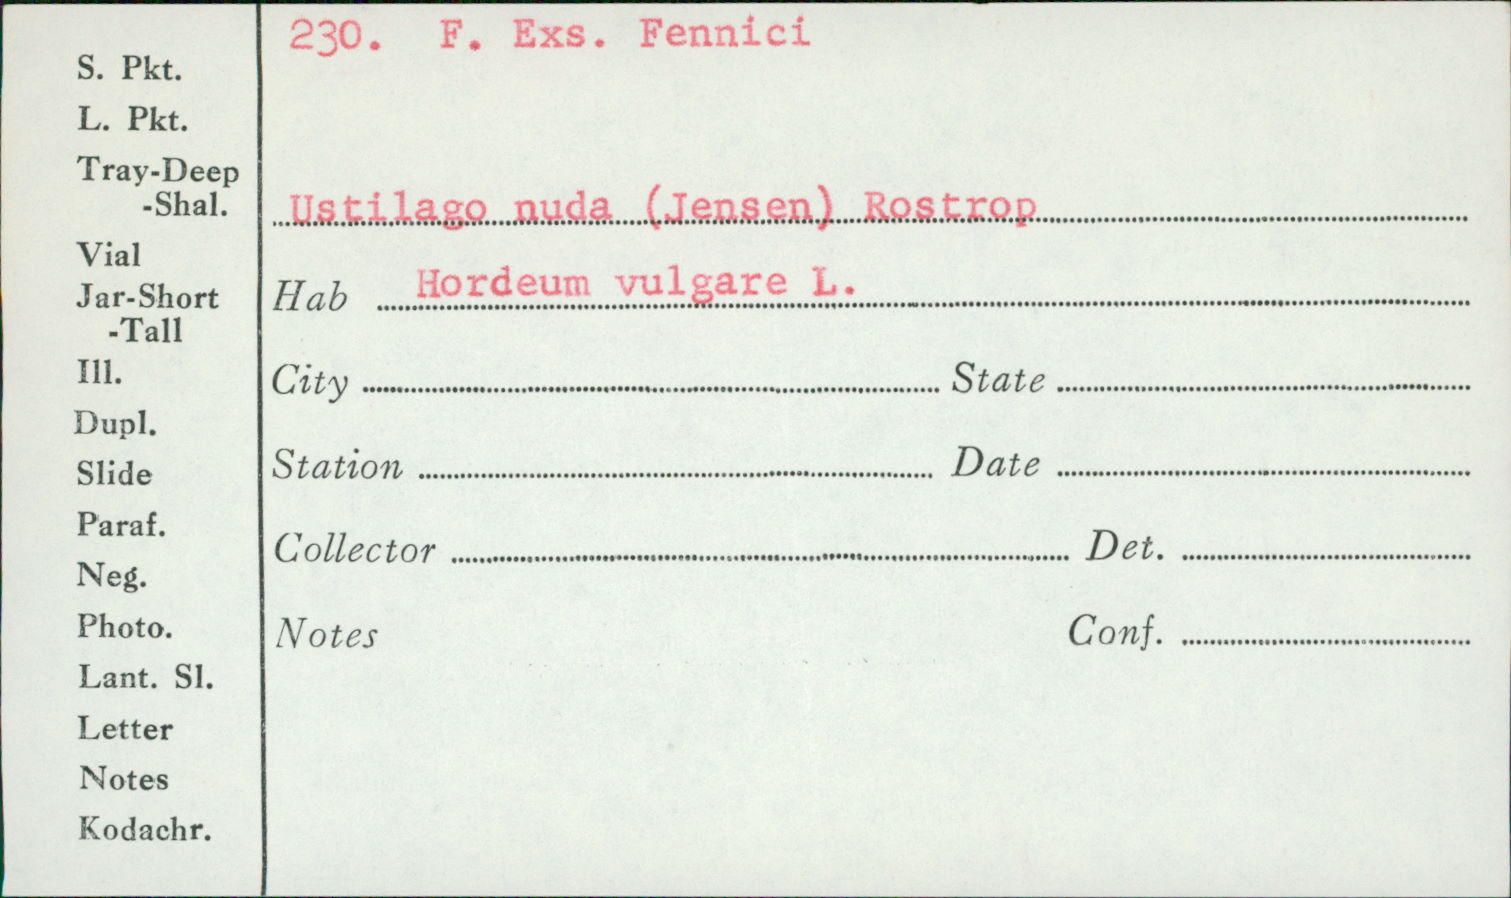 230. F. Exs. Fennici
S. Pkt.
L. Pkt.
Tray-Deep
-Shal.
Ustilago nuda (Jensen) Rostrop
Vial
Jar-Short
-Tall
Hab Hordeum vulgare L.
Ill.
City State
Dupl.
Slide
Station Date
Paraf.
Collector Det.
Neg.
Photo.
Notes Conf.
Lant. Sl.
Letter
Notes
Kodachr.